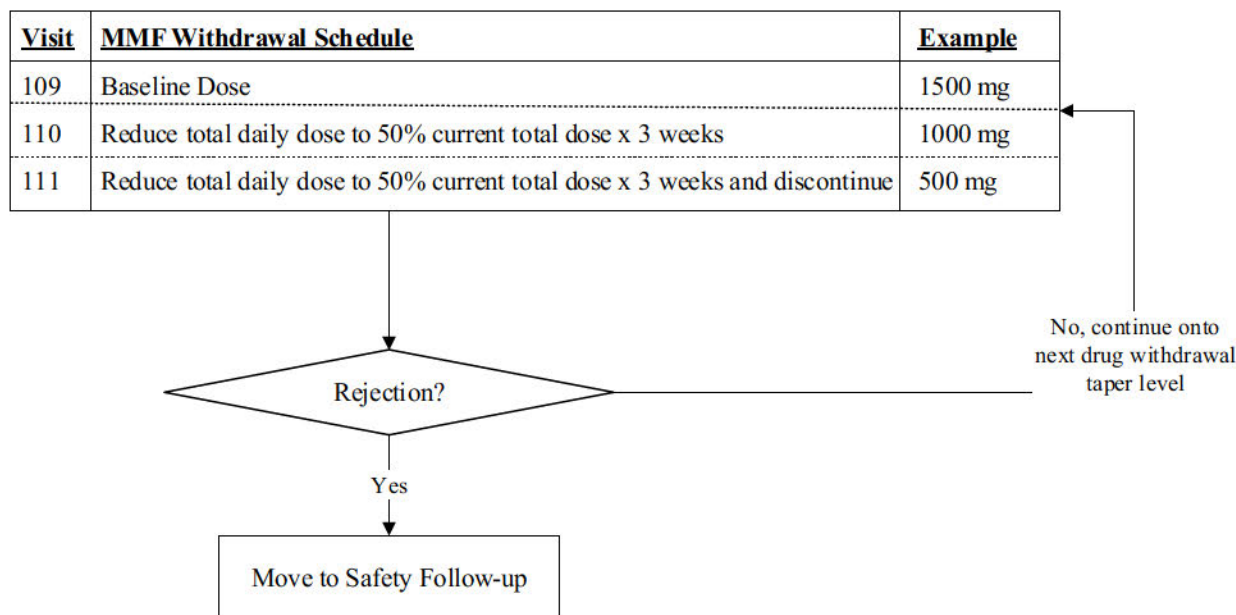 Visit MMF Withdrawal Schedule Example
109 Baseline Dose 1500 mg
110 Reduce total daily dose to 50% current total dose x 3 weeks 1000 mg
111 Reduce total daily dose to 50% current total dose x 3 weeks and discontinue 500 mg
No, continue onto
next drug withdrawal
taper level
Rejection?
Yes
Move to Safety Follow-up